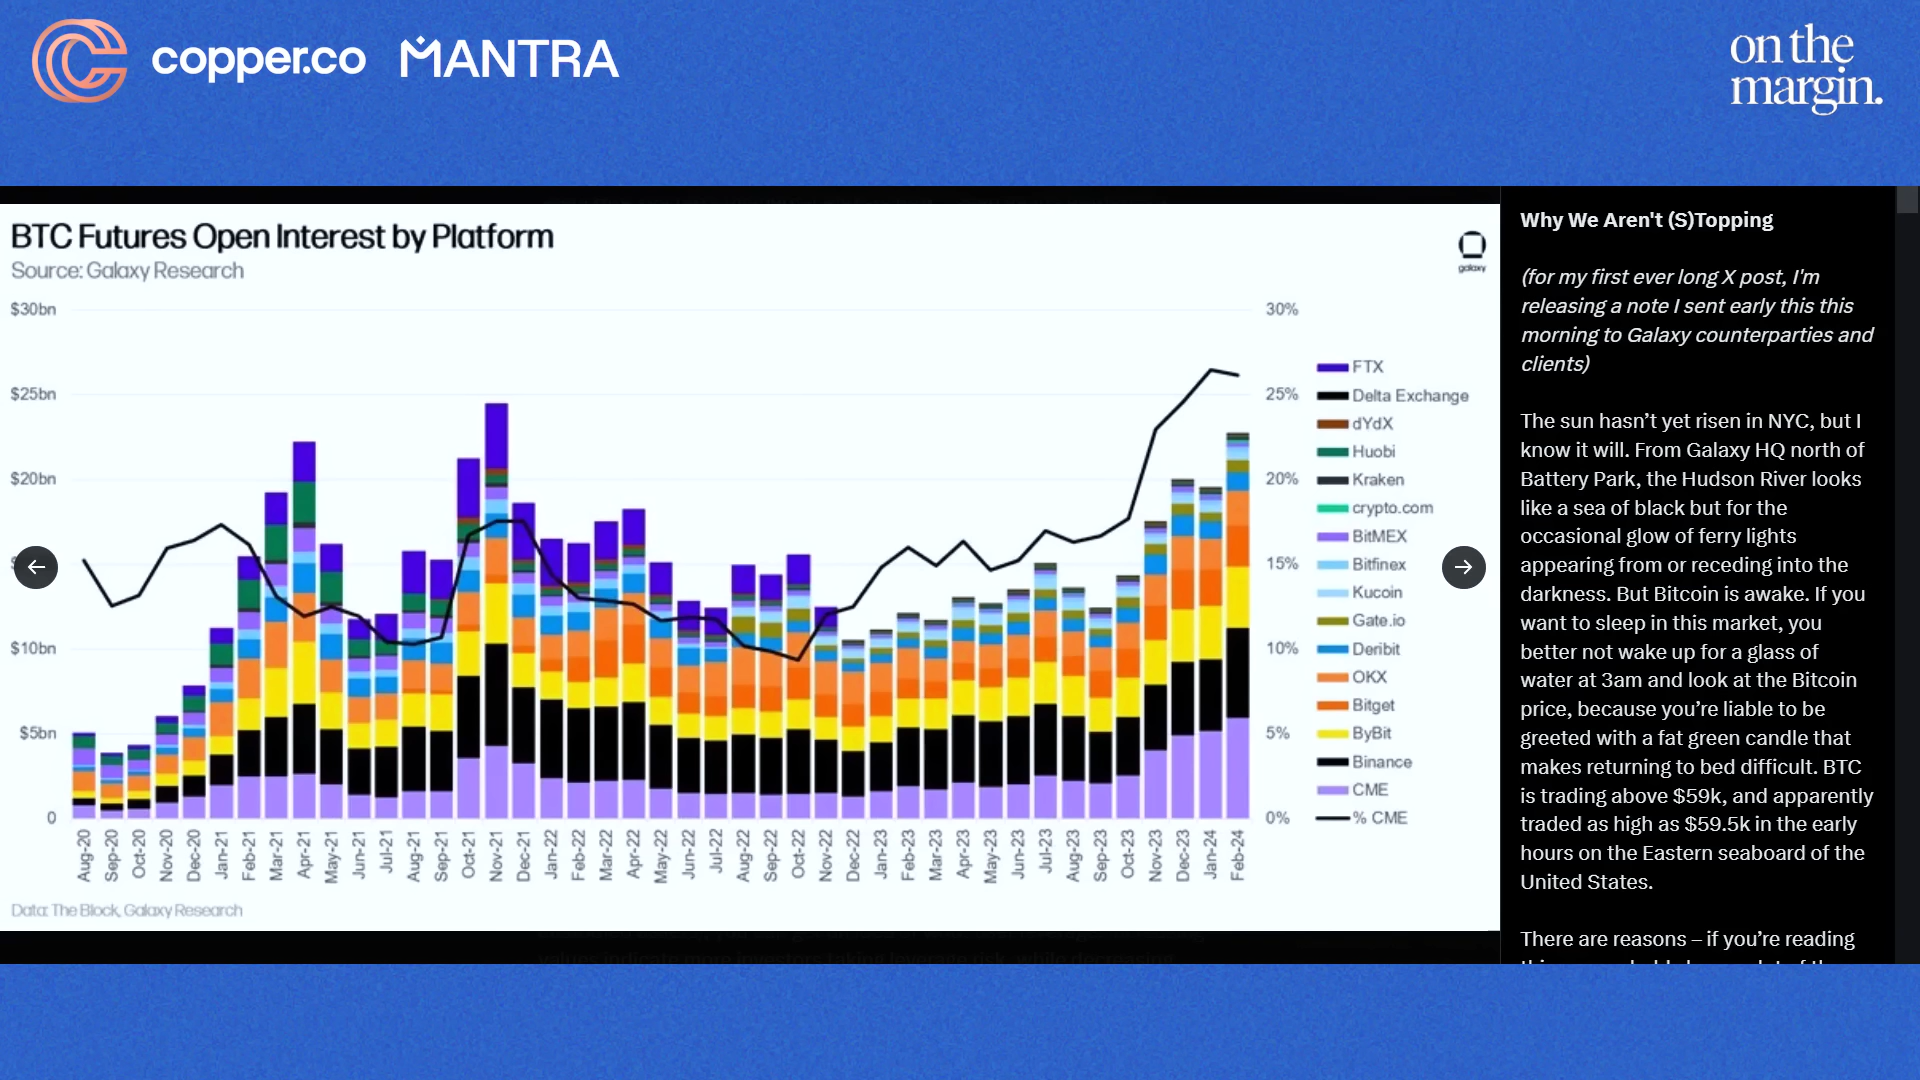 copper.co MANTRA
on the
margin.
BTC Futures Open Interest by Platform
Source: Galaxy Research
galaxy
$30bn
$25bn
$20bn
$10bn
$5bn
0
30%
25%
20%
15%
10%
5%
0%
FTX
Delta Exchange
dYdX
Huobi
Kraken
crypto.com
BitMEX
Bitfinex
Kucoin
Gate.io
Deribit
OKX
Bitget
ByBit
Binance
CME
% CME
Aug-20
Sep-20
Oct-20
Nov-20
Dec-20
Jan-21
Feb-21
Mar-21
Apr-21
May-21
Jun-21
Jul-21
Aug-21
Sep-21
Oct-21
Nov-21
Dec-21
Jan-22
Feb-22
Mar-22
Apr-22
May-22
Jun-22
Jul-22
Aug-22
Sep-22
Oct-22
Nov-22
Dec-22
Jan-23
Feb-23
Mar-23
Apr-23
May-23
Jun-23
Jul-23
Aug-23
Sep-23
Oct-23
Nov-23
Dec-23
Jan-24
Feb-24
Data: The Block, Galaxy Research
Why We Aren't (S)Topping
(for my first ever long X post, I'm
releasing a note I sent early this this
morning to Galaxy counterparties and
clients)
The sun hasn’t yet risen in NYC, but I
know it will. From Galaxy HQ north of
Battery Park, the Hudson River looks
like a sea of black but for the
occasional glow of ferry lights
appearing from or receding into the
darkness. But Bitcoin is awake. If you
want to sleep in this market, you
better not wake up for a glass of
water at 3am and look at the Bitcoin
price, because you’re liable to be
greeted with a fat green candle that
makes returning to bed difficult. BTC
is trading above $59k, and apparently
traded as high as $59.5k in the early
hours on the Eastern seaboard of the
United States.
There are reasons – if you’re reading